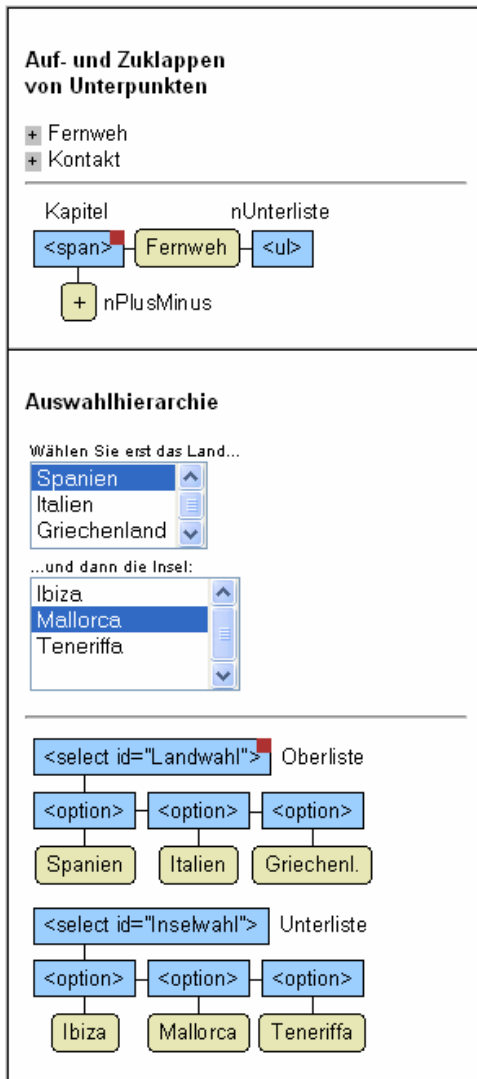 Auf- und Zuklappen
von Unterpunkten
+ Fernweh
+ Kontakt
Kapitel nUnterliste
<span> Fernweh <ul>
+ nPlusMinus
Auswahlhierarchie
Wählen Sie erst das Land...
Spanien
Italien
Griechenland
...und dann die Insel:
Ibiza
Mallorca
Teneriffa
<select id="Landwahl"> Oberliste
<option> <option> <option>
Spanien Italien Griechenl.
<select id="Inselwahl"> Unterliste
<option> <option> <option>
Ibiza Mallorca Teneriffa